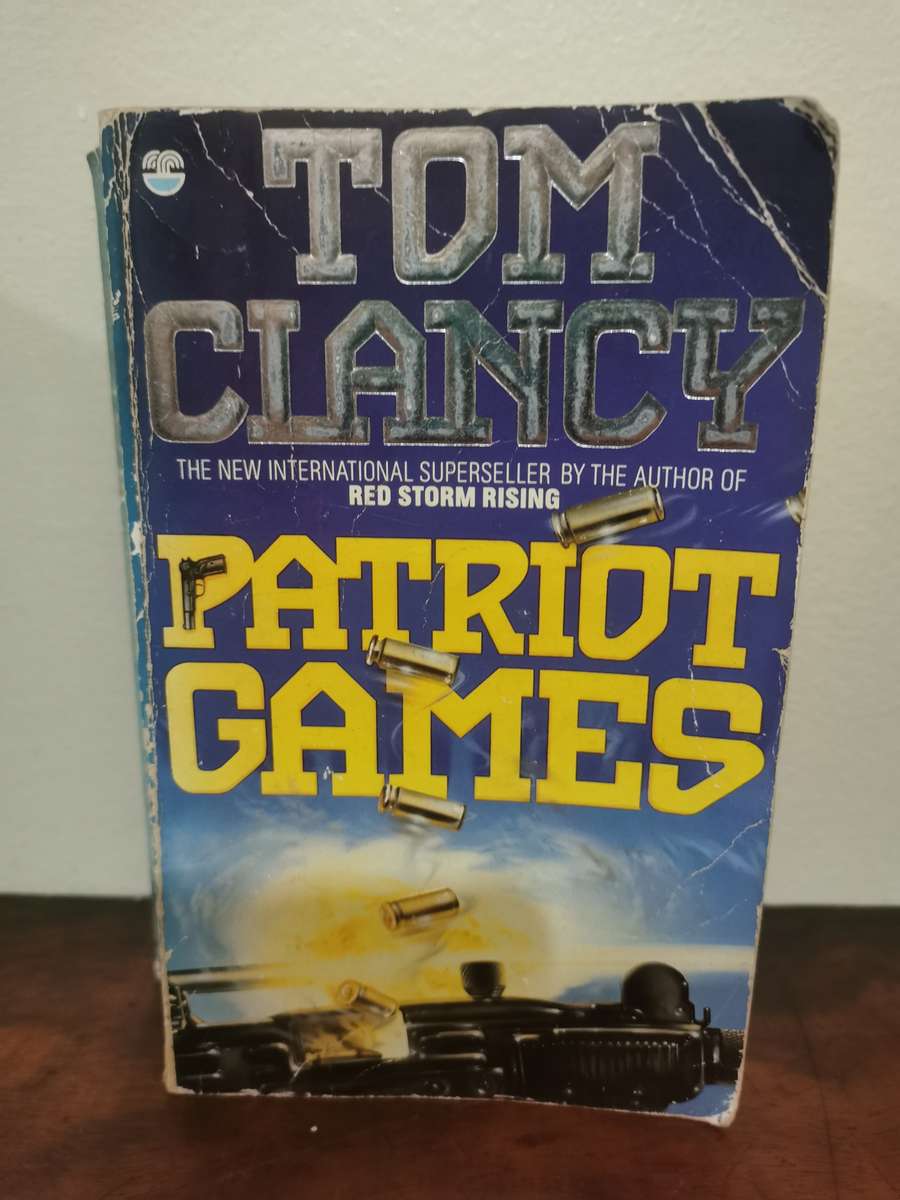 TOM
CLANCY
THE NEW INTERNATIONAL SUPERSELLER BY THE AUTHOR OF
RED STORM RISING
PATRIOT
GAMES